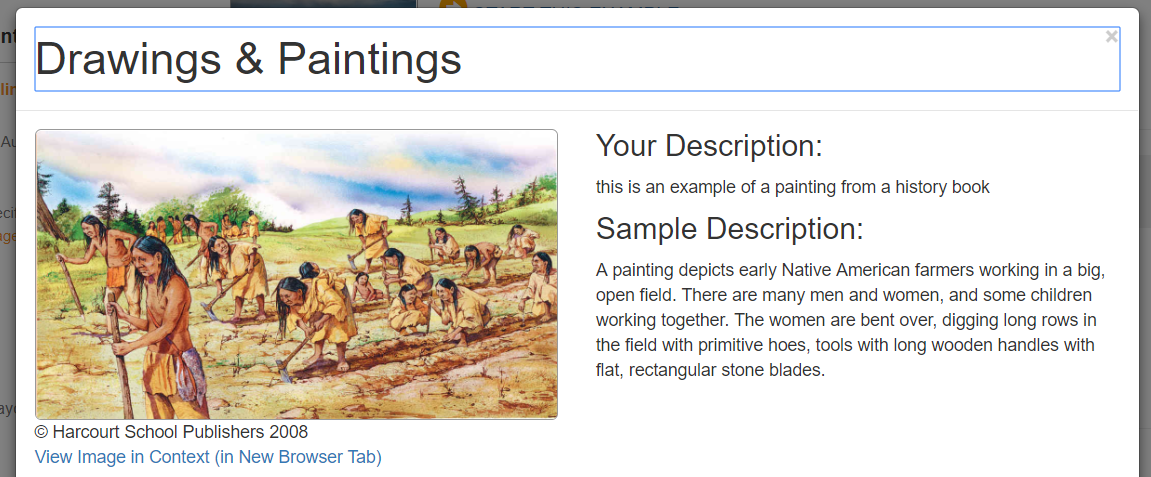 Drawings & Paintings
×
Your Description:
this is an example of a painting from a history book
Sample Description:
A painting depicts early Native American farmers working in a big,
open field. There are many men and women, and some children
working together. The women are bent over, digging long rows in
the field with primitive hoes, tools with long wooden handles with
flat, rectangular stone blades.
© Harcourt School Publishers 2008
View Image in Context (in New Browser Tab)